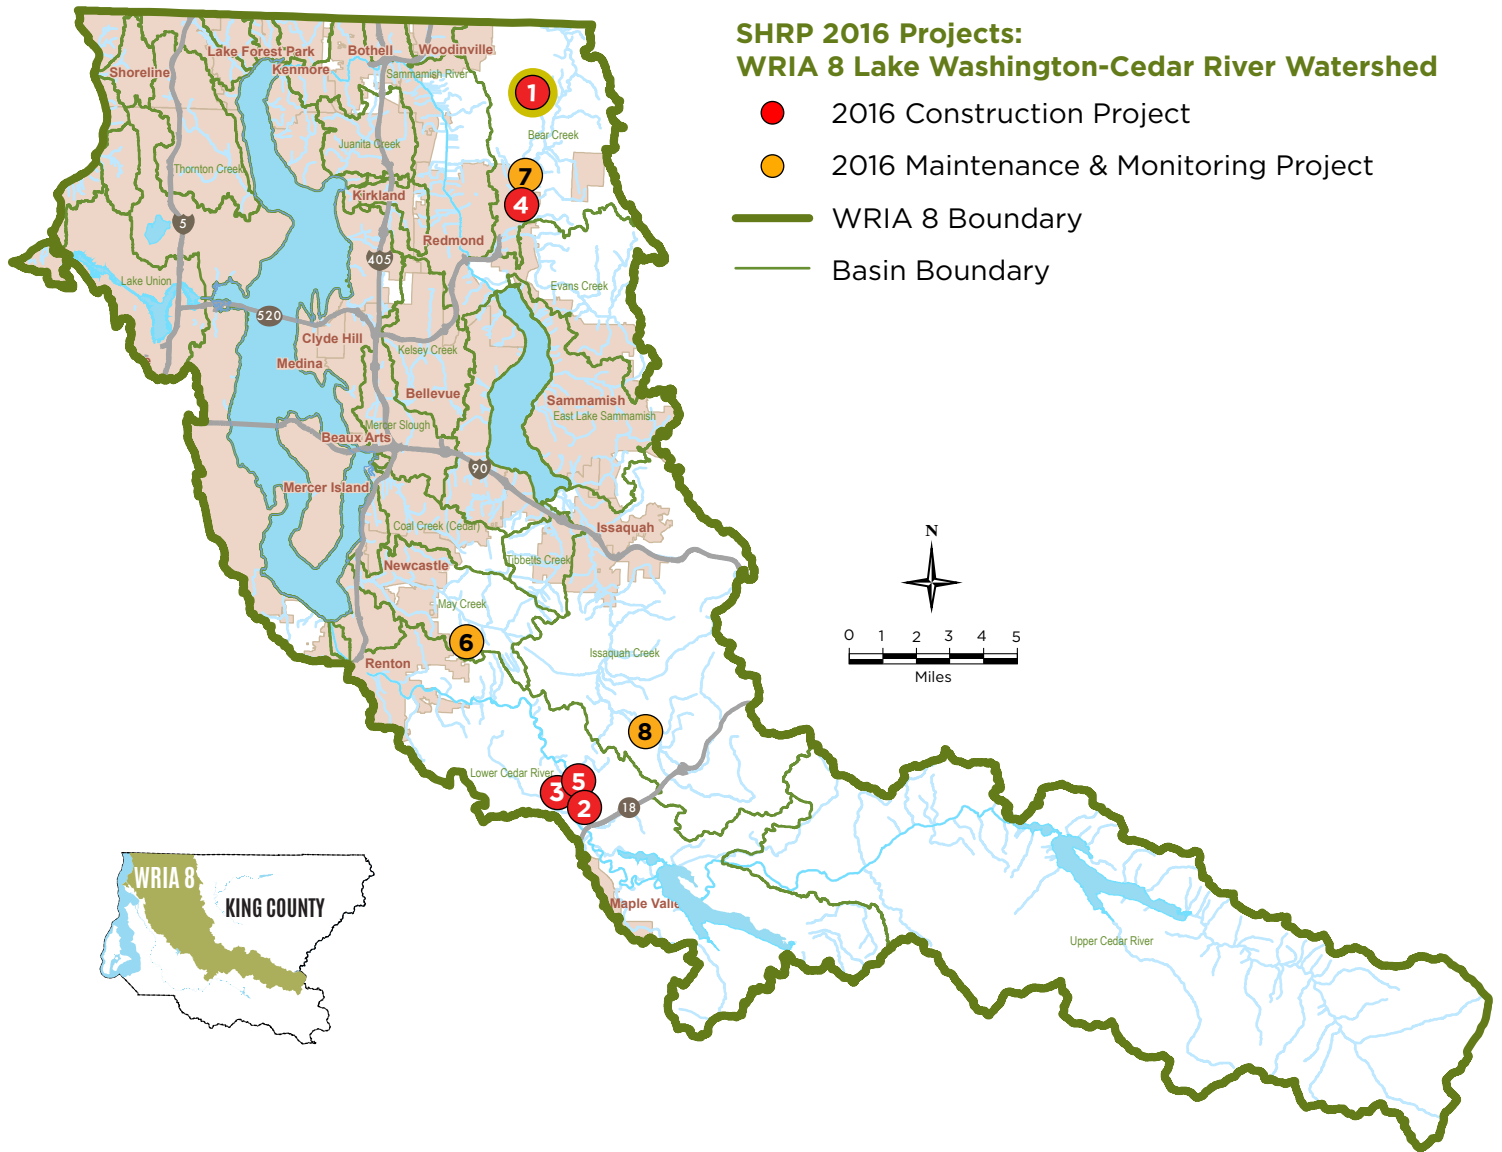 SHRP 2016 Projects:
WRIA 8 Lake Washington-Cedar River Watershed
2016 Construction Project
2016 Maintenance & Monitoring Project
WRIA 8 Boundary
Basin Boundary
Lake Forest Park
Bothell
Woodinville
Shoreline
Kenmore
Sammamish River
1
Bear Creek
Juanita Creek
Thornton Creek
7
Kirkland
4
5
Redmond
405
Lake Union
Evans Creek
520
Clyde Hill
Kelsey Creek
Medina
Bellevue
Sammamish
East Lake Sammamish
Mercer Slough
Beaux Arts
90
Mercer Island
Coal Creek (Cedar)
Issaquah
Tibbetts Creek
Newcastle
May Creek
6
Issaquah Creek
Renton
8
Lower Cedar River
5
3
2
18
Maple Valle
Upper Cedar River
N
0 1 2 3 4 5
Miles
WRIA 8
KING COUNTY